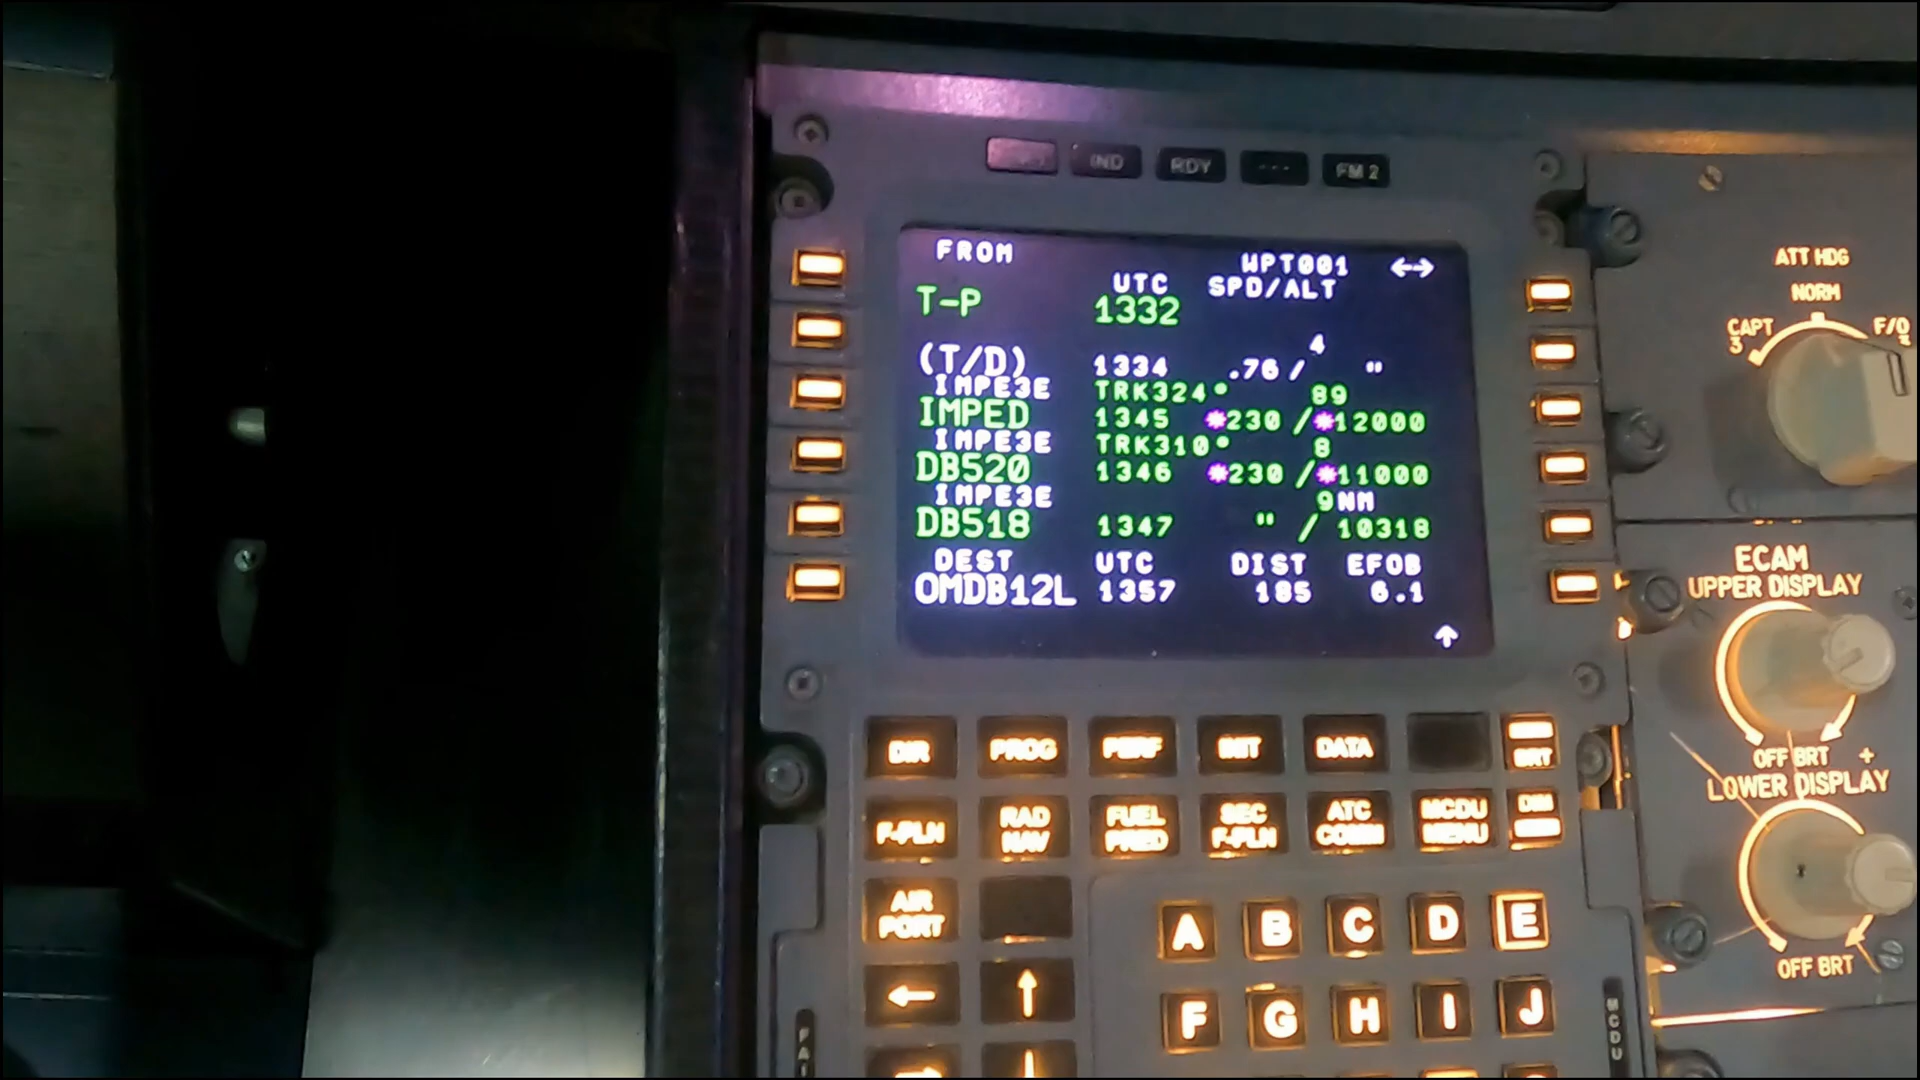 IND RDY --- FM 2
FROM WPT001 ←→
UTC SPD/ALT
T-P 1332
4
(T/D) 1334 .76 / "
IMPE3E TRK324° 89
IMPED 1345 *230 / *12000
IMPE3E TRK310° 8
DB520 1346 *230 / *11000
IMPE3E 9NM
DB518 1347 " / 10318
DEST UTC DIST EFOB
OMDB12L 1357 185 6.1
↑
DIR PROG PERF INIT DATA BRT
F-PLN RAD NAV FUEL PRED SEC F-PLN ATC COMM MCDU MENU DIM
AIR PORT
A B C D E
← ↑
F G H I J
MCDU
ATT HDG
NORM
CAPT 3 F/O 3
ECAM
UPPER DISPLAY
OFF BRT +
LOWER DISPLAY
OFF BRT